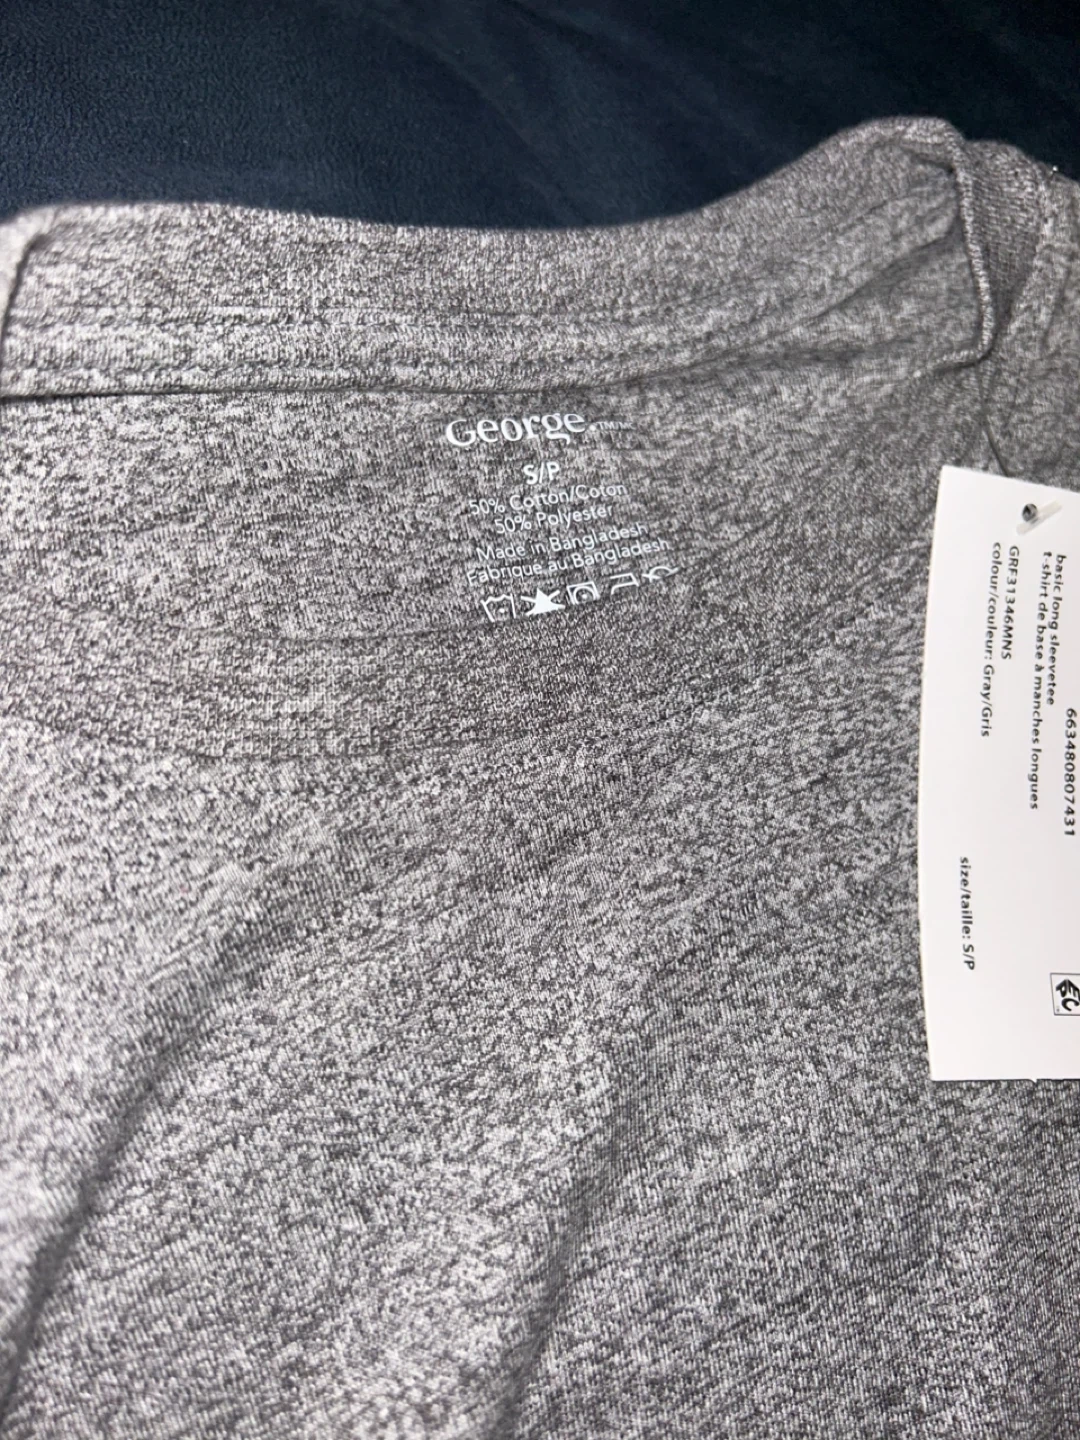 George.
S/P
50% Cotton/Coton
50% Polyester
Made in Bangladesh
Fabriqué au Bangladesh
663480807431
basic long sleevetee
t-shirt de base à manches longues
GRF31346MNS
colour/couleur: Gray/Gris
size/taille: S/P